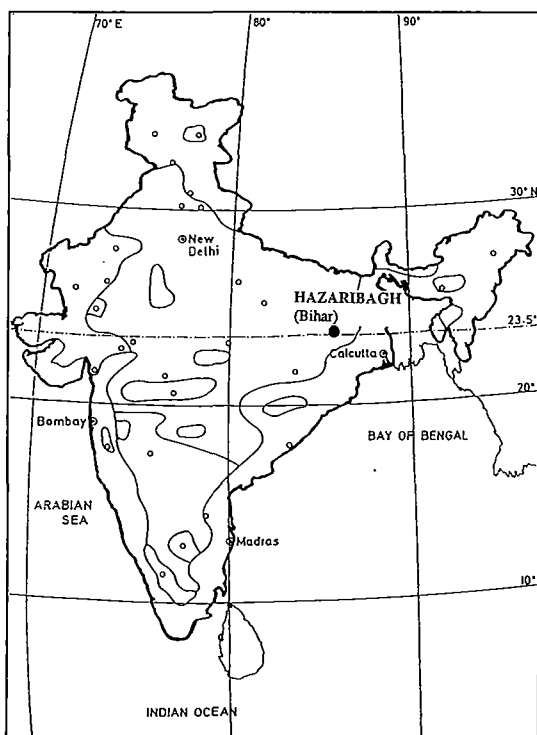 70° E
80°
90°
30° N
New
Delhi
HAZARIBAGH
(Bihar)
23.5°
Calcutta
20°
Bombay
BAY OF BENGAL
ARABIAN
SEA
Madras
10°
INDIAN OCEAN